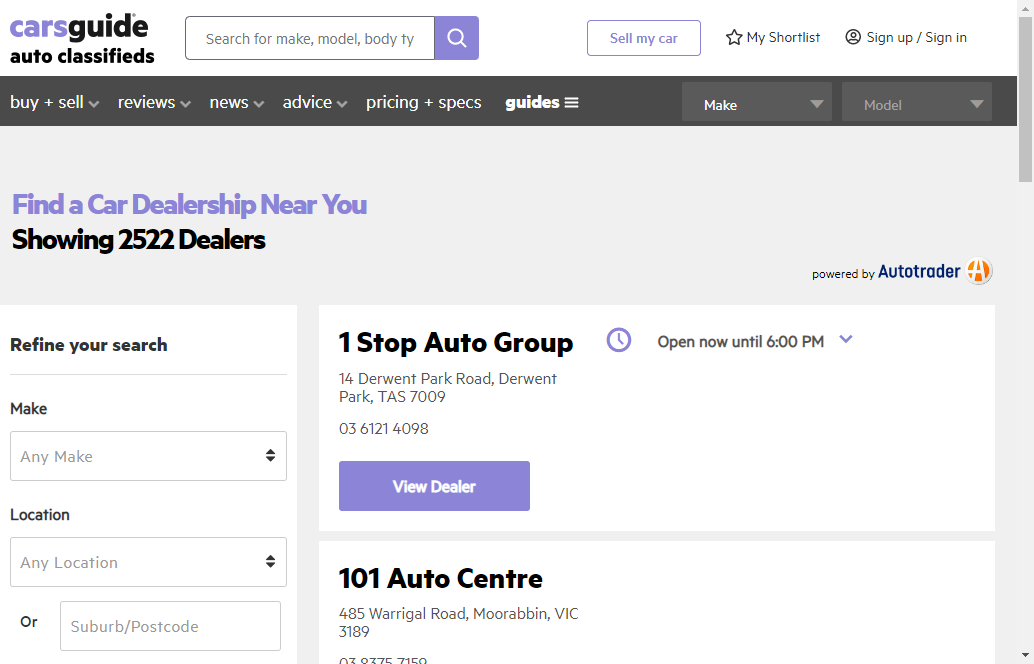 carsguide
auto classifieds
Search for make, model, body ty
Sell my car
My Shortlist
Sign up / Sign in
buy + sell
reviews
news
advice
pricing + specs
guides
Make
Model
Find a Car Dealership Near You
Showing 2522 Dealers
powered by Autotrader
Refine your search
Make
Any Make
Location
Any Location
Or
Suburb/Postcode
1 Stop Auto Group
Open now until 6:00 PM
14 Derwent Park Road, Derwent
Park, TAS 7009
03 6121 4098
View Dealer
101 Auto Centre
485 Warrigal Road, Moorabbin, VIC
3189
03 8375 7159